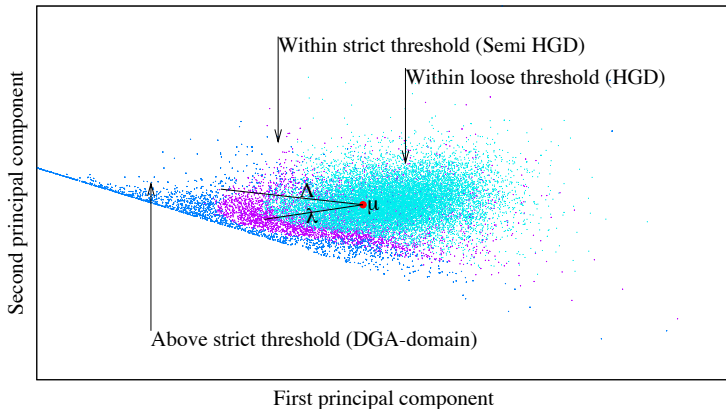 Within strict threshold (Semi HGD)
Within loose threshold (HGD)
Λ
λ
μ
Above strict threshold (DGA-domain)
Second principal component
First principal component